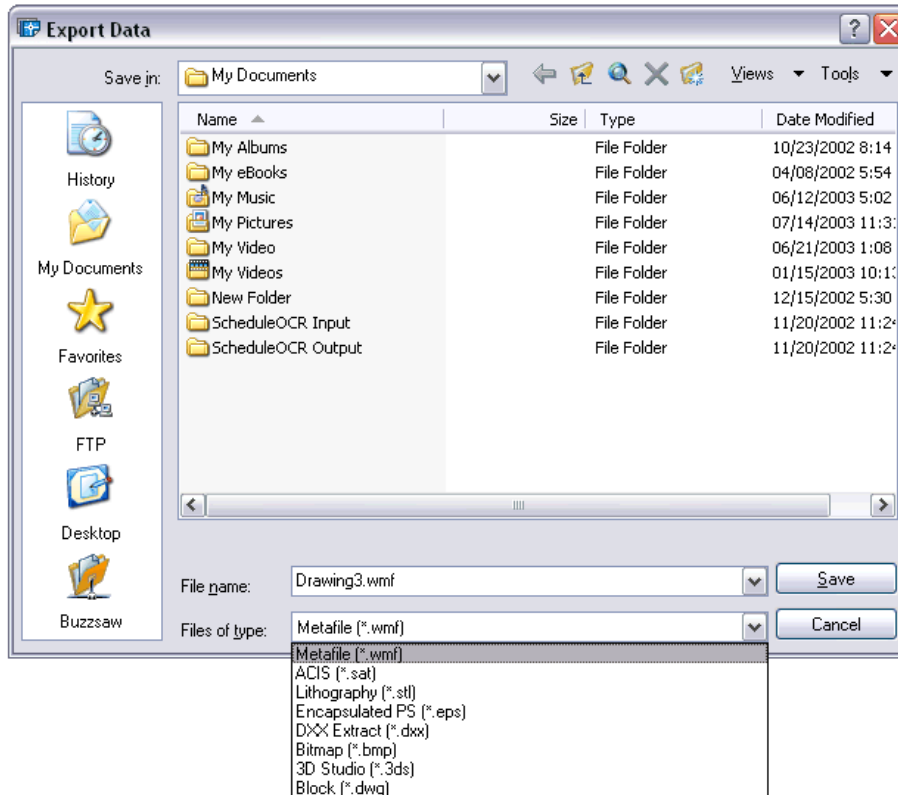 Export Data
Save in: My Documents Views Tools
Name Size Type Date Modified
My Albums File Folder 10/23/2002 8:14
My eBooks File Folder 04/08/2002 5:54
My Music File Folder 06/12/2003 5:02
My Pictures File Folder 07/14/2003 11:3
My Video File Folder 06/21/2003 1:08
My Videos File Folder 01/15/2003 10:1
New Folder File Folder 12/15/2002 5:30
ScheduleOCR Input File Folder 11/20/2002 11:2
ScheduleOCR Output File Folder 11/20/2002 11:2
History
My Documents
Favorites
FTP
Desktop
Buzzsaw
File name: Drawing3.wmf Save
Files of type: Metafile (*.wmf) Cancel
Metafile (*.wmf)
ACIS (*.sat)
Lithography (*.stl)
Encapsulated PS (*.eps)
DXX Extract (*.dxx)
Bitmap (*.bmp)
3D Studio (*.3ds)
Block (*.dwg)